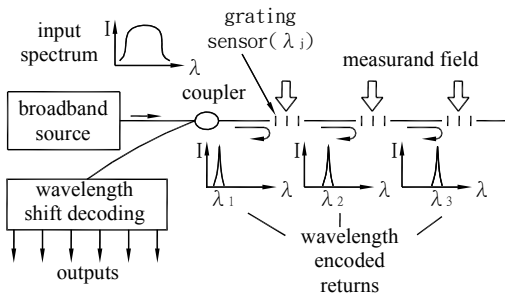 input
spectrum
I
λ
grating
sensor(λj)
measurand field
coupler
broadband
source
I
λ
λ1
I
λ
λ2
I
λ
λ3
wavelength
shift decoding
wavelength
encoded
returns
outputs